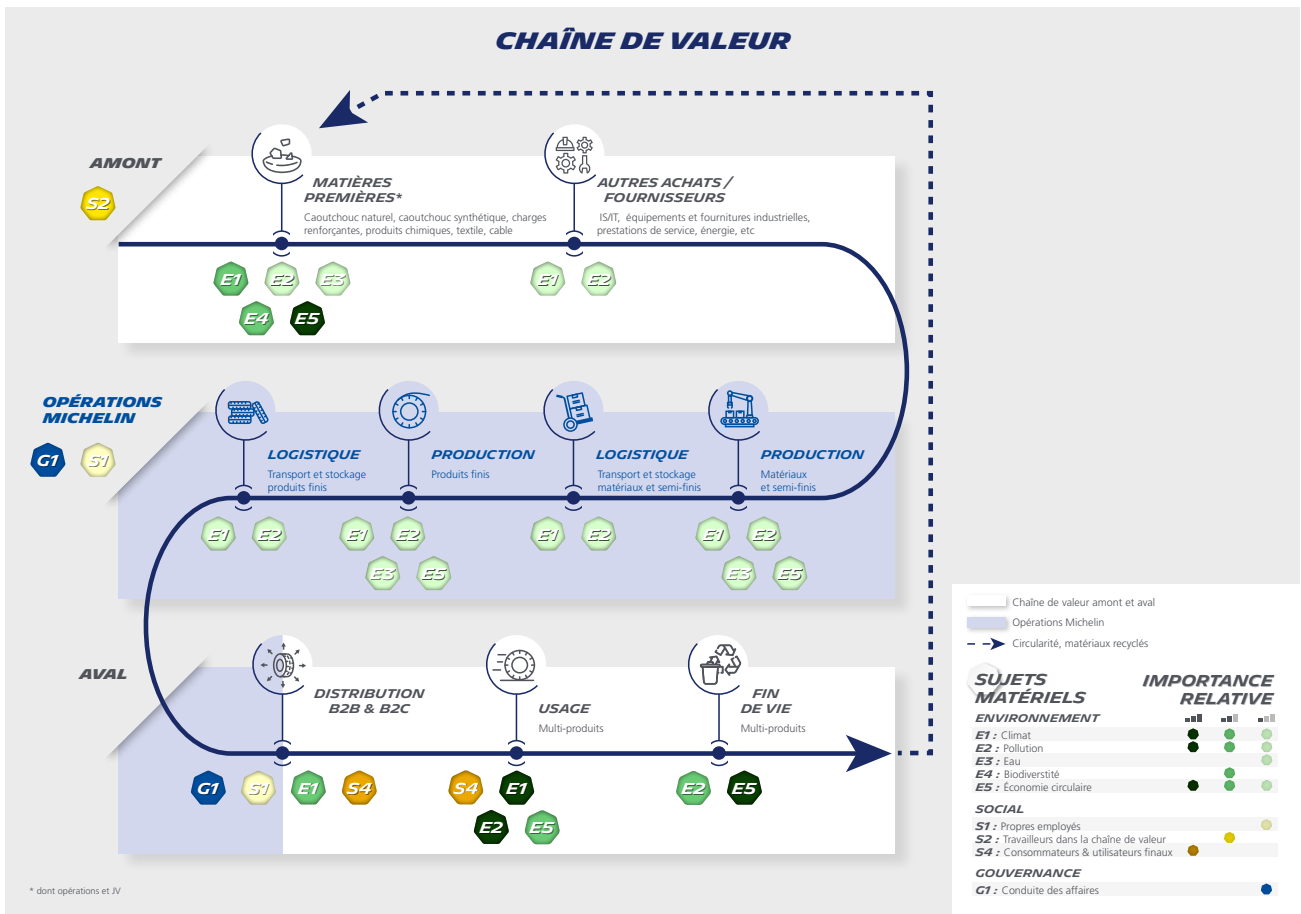 CHAÎNE DE VALEUR
AMONT
S2
MATIÈRES
PREMIÈRES*
Caoutchouc naturel, caoutchouc synthétique, charges
renforçantes, produits chimiques, textile, cable
AUTRES ACHATS /
FOURNISSEURS
IS/IT, équipements et fournitures industrielles,
prestations de service, énergie, etc
E1 E2 E3
E4 E5
E1 E2
OPÉRATIONS
MICHELIN
G1 S1
LOGISTIQUE
Transport et stockage
produits finis
PRODUCTION
Produits finis
LOGISTIQUE
Transport et stockage
matériaux et semi-finis
PRODUCTION
Matériaux
et semi-finis
E1 E2
E1 E2
E3 E5
E1 E2
E1 E2
E3 E5
AVAL
DISTRIBUTION
B2B & B2C
USAGE
Multi-produits
FIN
DE VIE
Multi-produits
G1 S1 E1 S4
S4 E1
E2 E5
E2 E5
* dont opérations et JV
Chaîne de valeur amont et aval
Opérations Michelin
Circularité, matériaux recyclés
SUJETS
MATÉRIELS
IMPORTANCE
RELATIVE
ENVIRONNEMENT
E1 : Climat
E2 : Pollution
E3 : Eau
E4 : Biodiverstité
E5 : Économie circulaire
SOCIAL
S1 : Propres employés
S2 : Travailleurs dans la chaîne de valeur
S4 : Consommateurs & utilisateurs finaux
GOUVERNANCE
G1 : Conduite des affaires